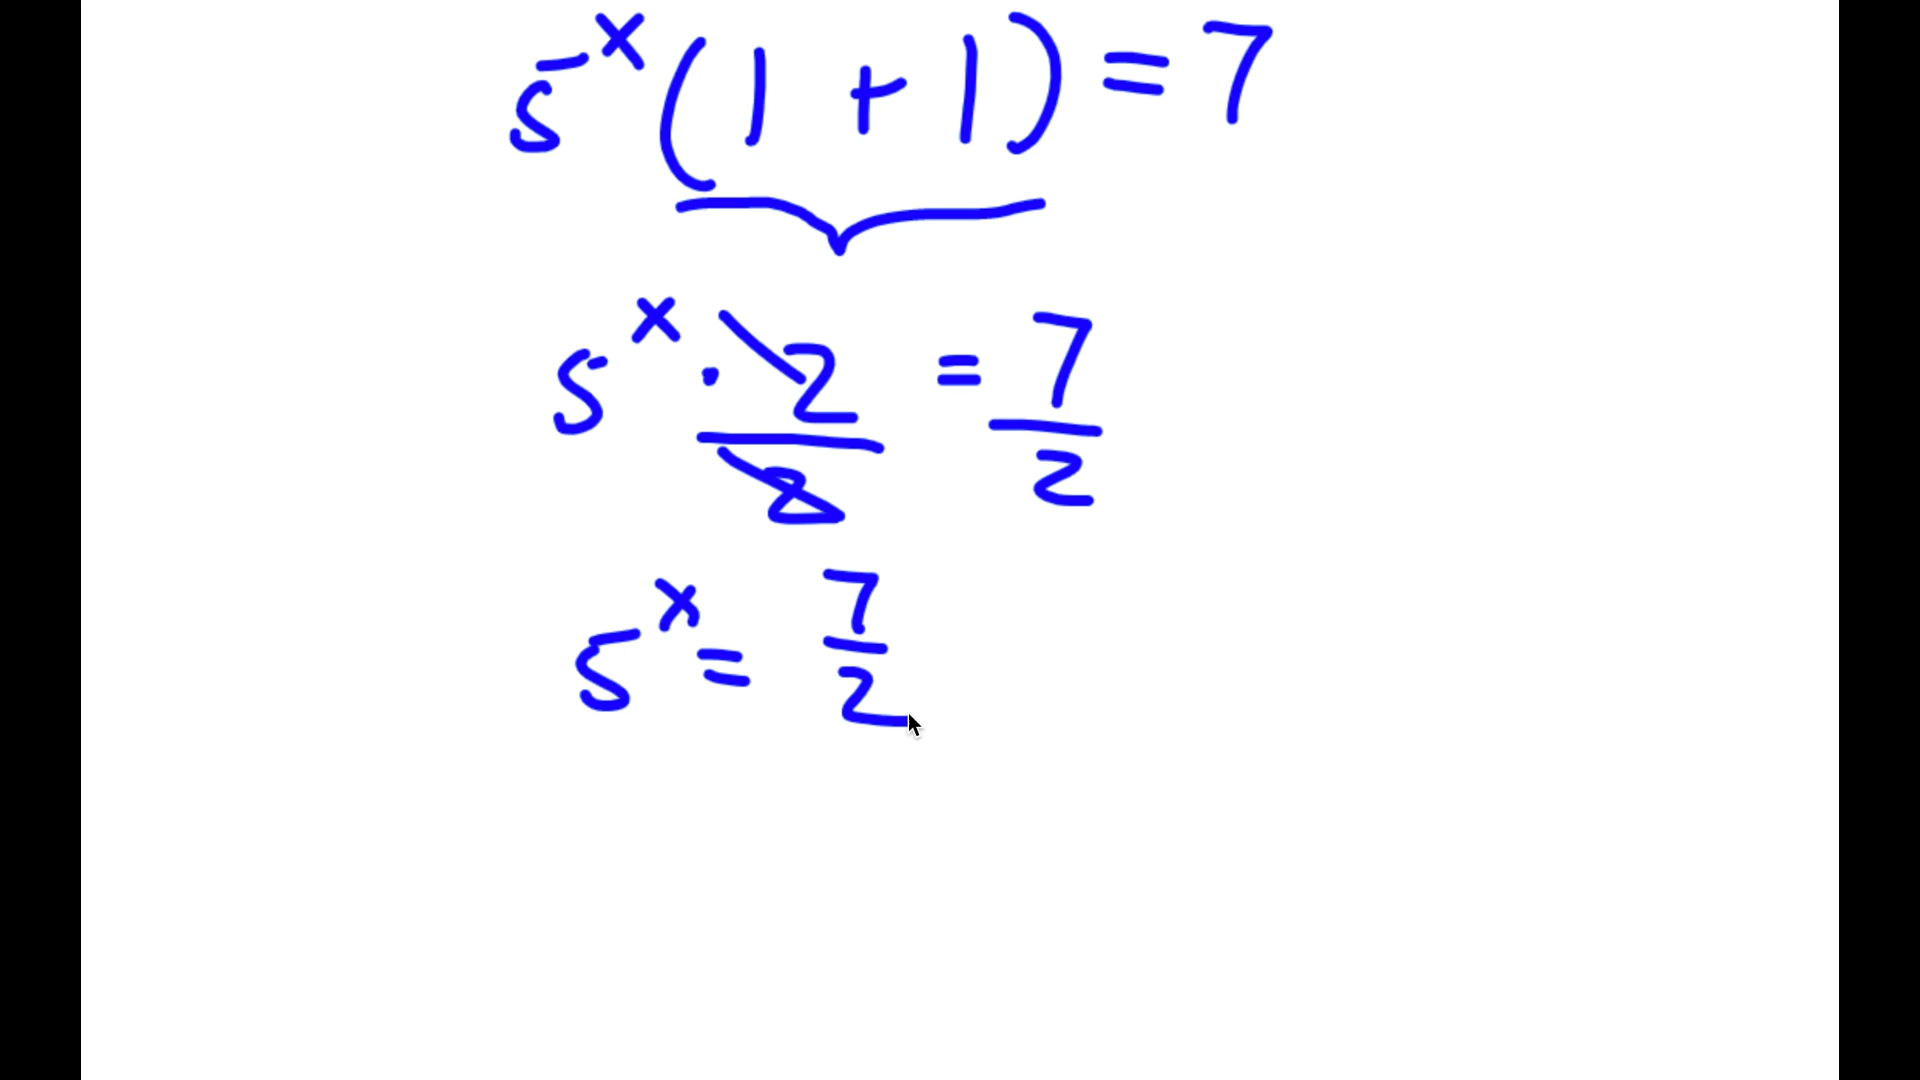 5^x (1 + 1) = 7
5^x · 2/2 = 7/2
5^x = 7/2